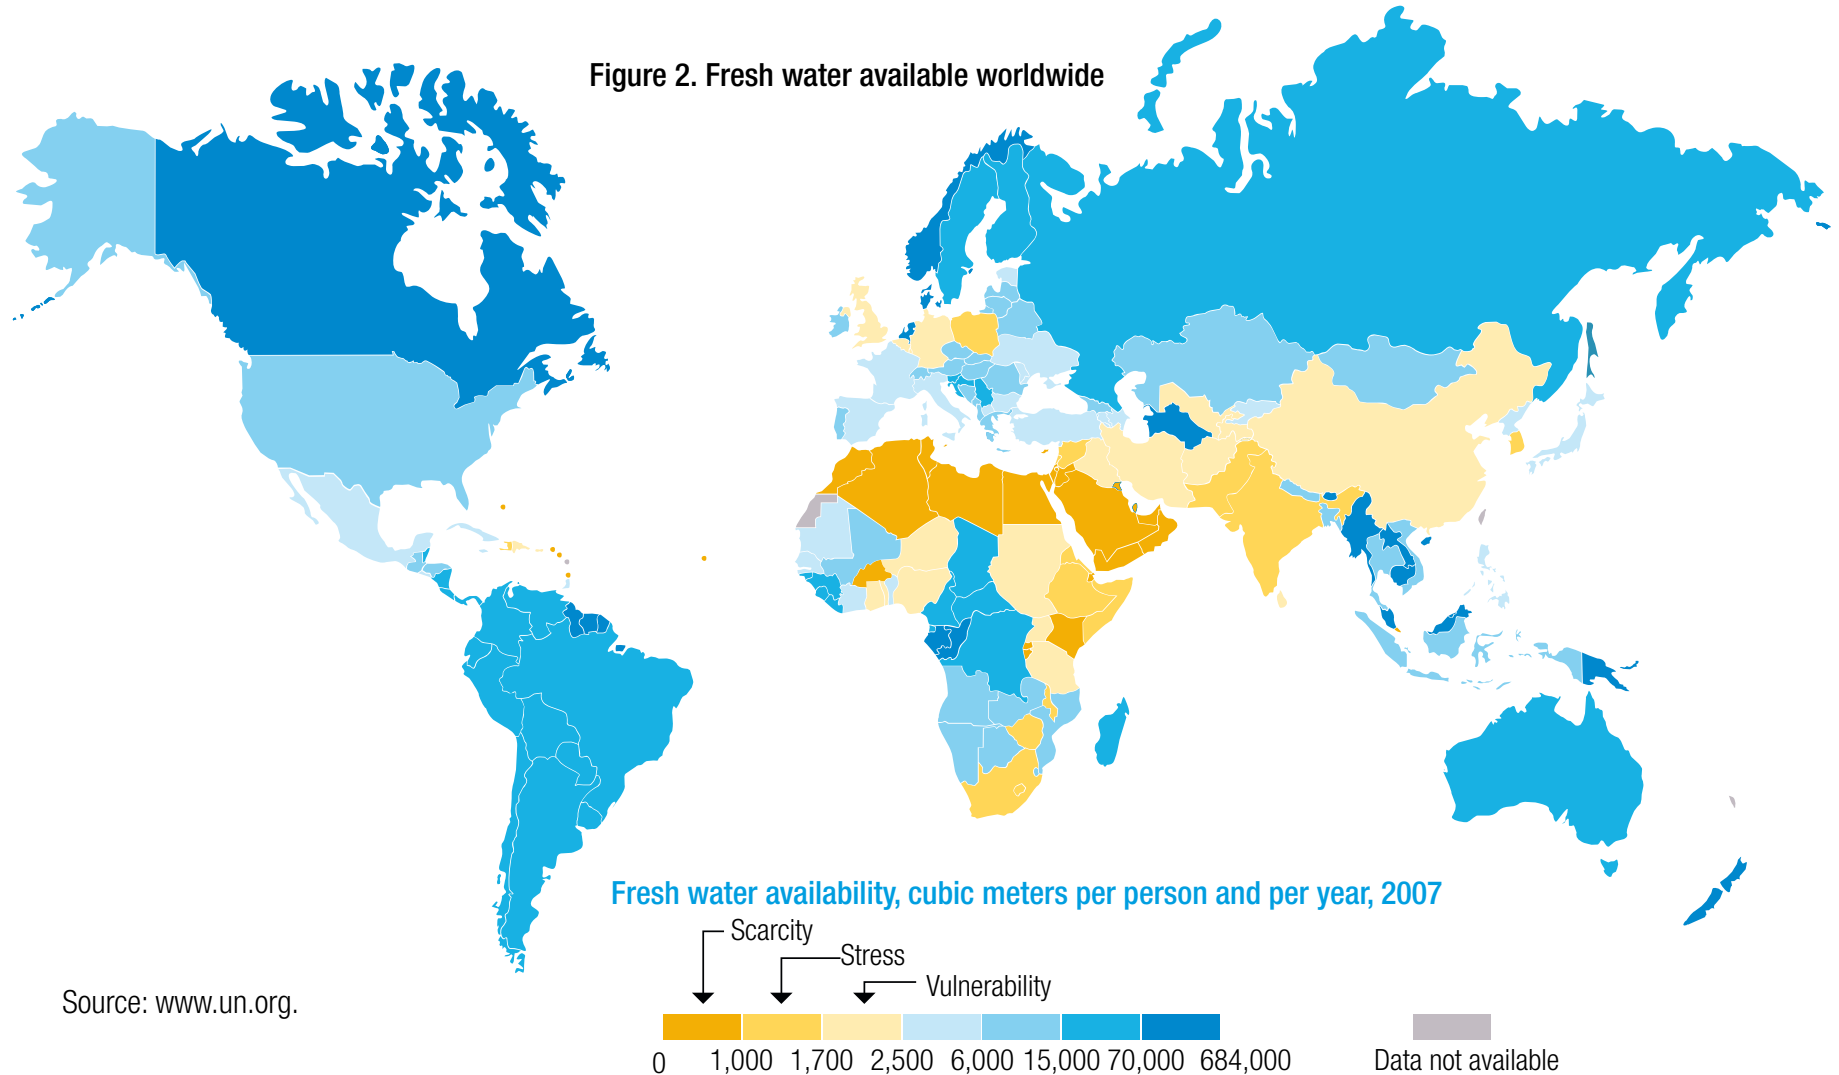 Figure 2. Fresh water available worldwide
Fresh water availability, cubic meters per person and per year, 2007
Scarcity
Stress
Vulnerability
Source: www.un.org.
0 1,000 1,700 2,500 6,000 15,000 70,000 684,000
Data not available